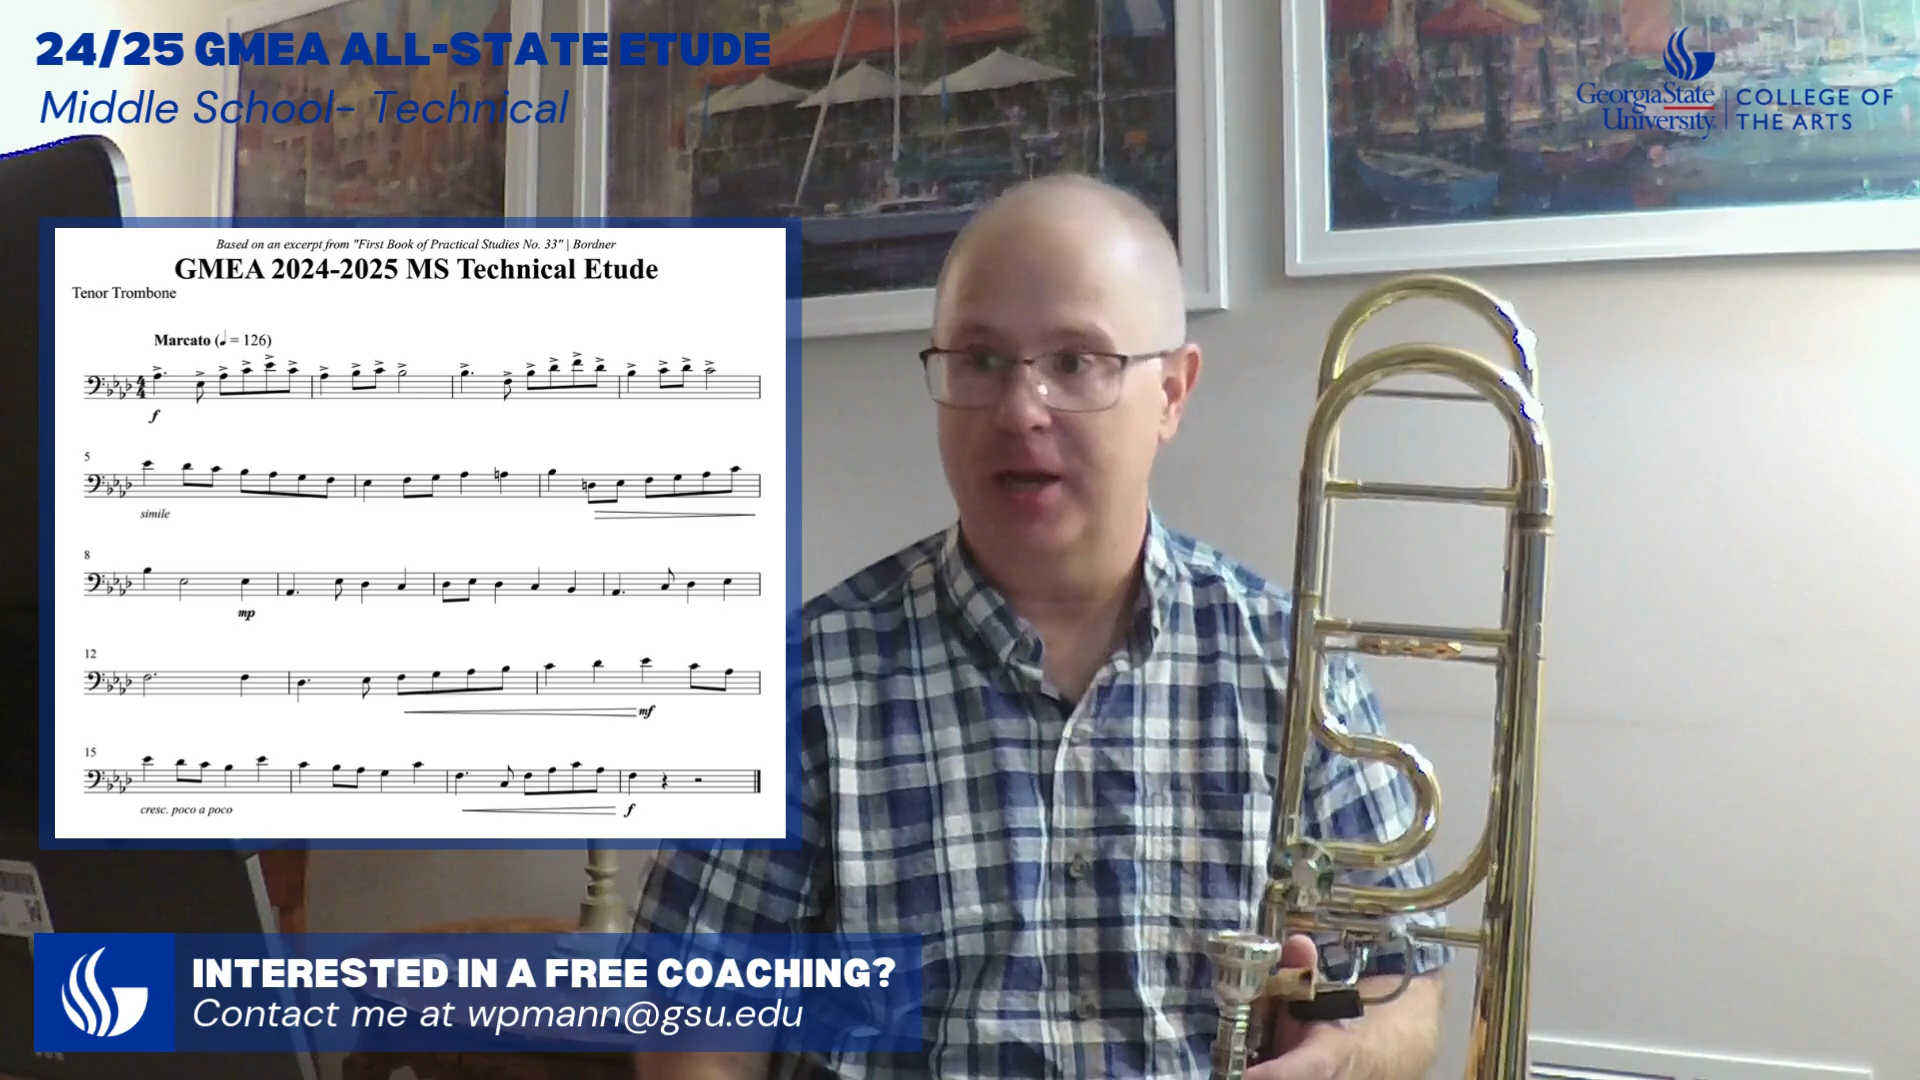 24/25 GMEA ALL-STATE ETUDE
Middle School- Technical
GeorgiaState University | COLLEGE OF THE ARTS
Based on an excerpt from "First Book of Practical Studies No. 33" | Bordner
GMEA 2024-2025 MS Technical Etude
Tenor Trombone
Marcato (♩ = 126)
f
5
simile
8
mp
12
mf
15
cresc. poco a poco
f
INTERESTED IN A FREE COACHING?
Contact me at wpmann@gsu.edu